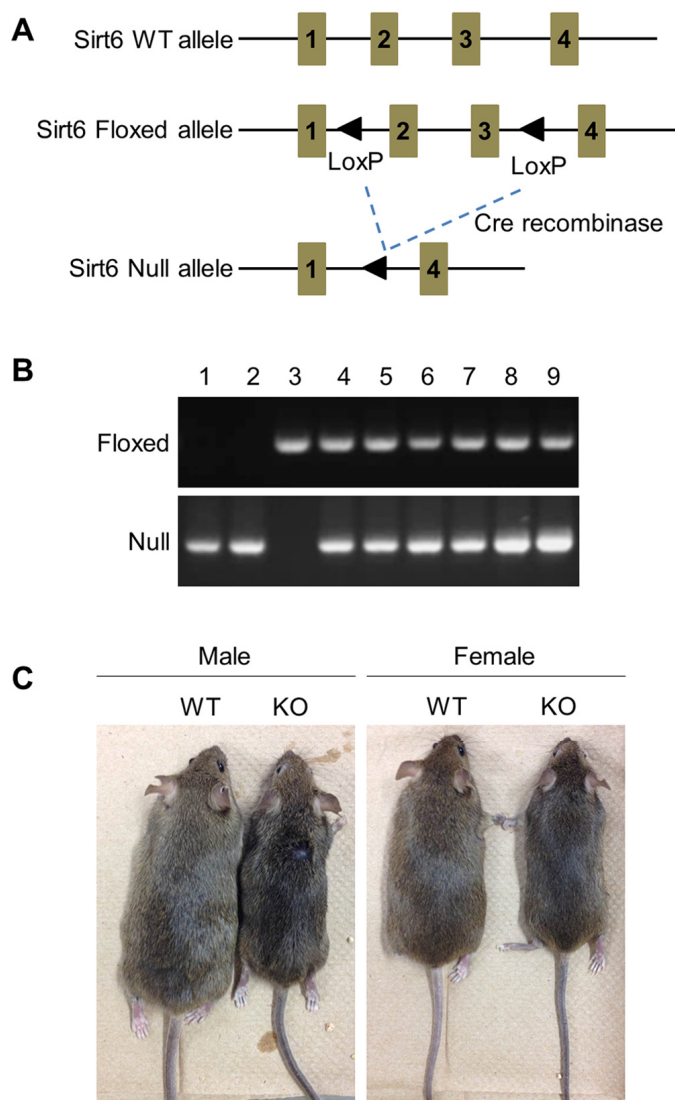 A
Sirt6 WT allele 1 2 3 4
Sirt6 Floxed allele 1 2 3 4
LoxP LoxP
Cre recombinase
Sirt6 Null allele 1 4
B
1 2 3 4 5 6 7 8 9
Floxed
Null
C
Male Female
WT KO WT KO